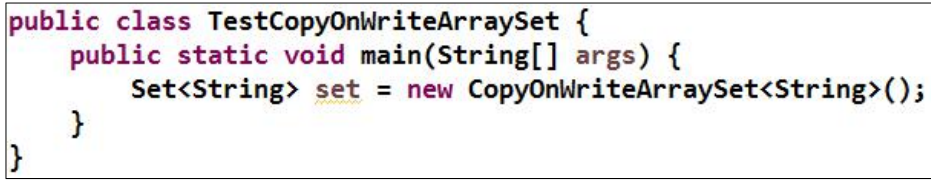 public class TestCopyOnWriteArraySet {
    public static void main(String[] args) {
        Set<String> set = new CopyOnWriteArraySet<String>();
    }
}